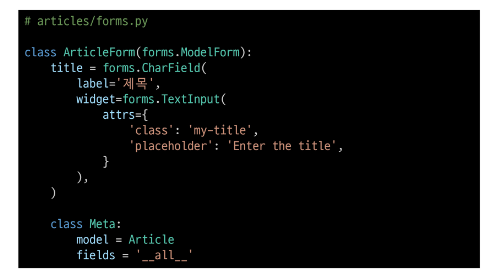 # articles/forms.py

class ArticleForm(forms.ModelForm):
    title = forms.CharField(
        label='제목',
        widget=forms.TextInput(
            attrs={
                'class': 'my-title',
                'placeholder': 'Enter the title',
            }
        ),
    )

    class Meta:
        model = Article
        fields = '__all__'